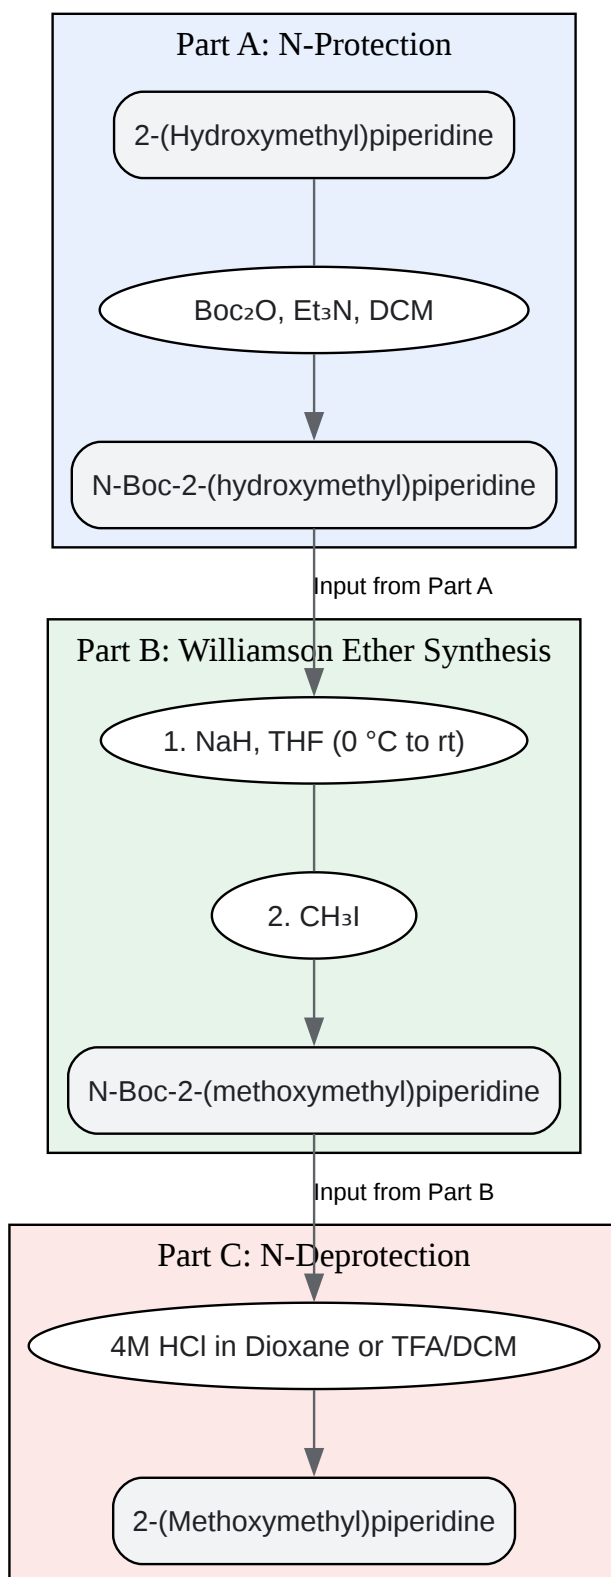 Part A: N-Protection
2-(Hydroxymethyl)piperidine
Boc₂O, Et₃N, DCM
N-Boc-2-(hydroxymethyl)piperidine
Input from Part A
Part B: Williamson Ether Synthesis
1. NaH, THF (0 °C to rt)
2. CH₃I
N-Boc-2-(methoxymethyl)piperidine
Input from Part B
Part C: N-Deprotection
4M HCl in Dioxane or TFA/DCM
2-(Methoxymethyl)piperidine